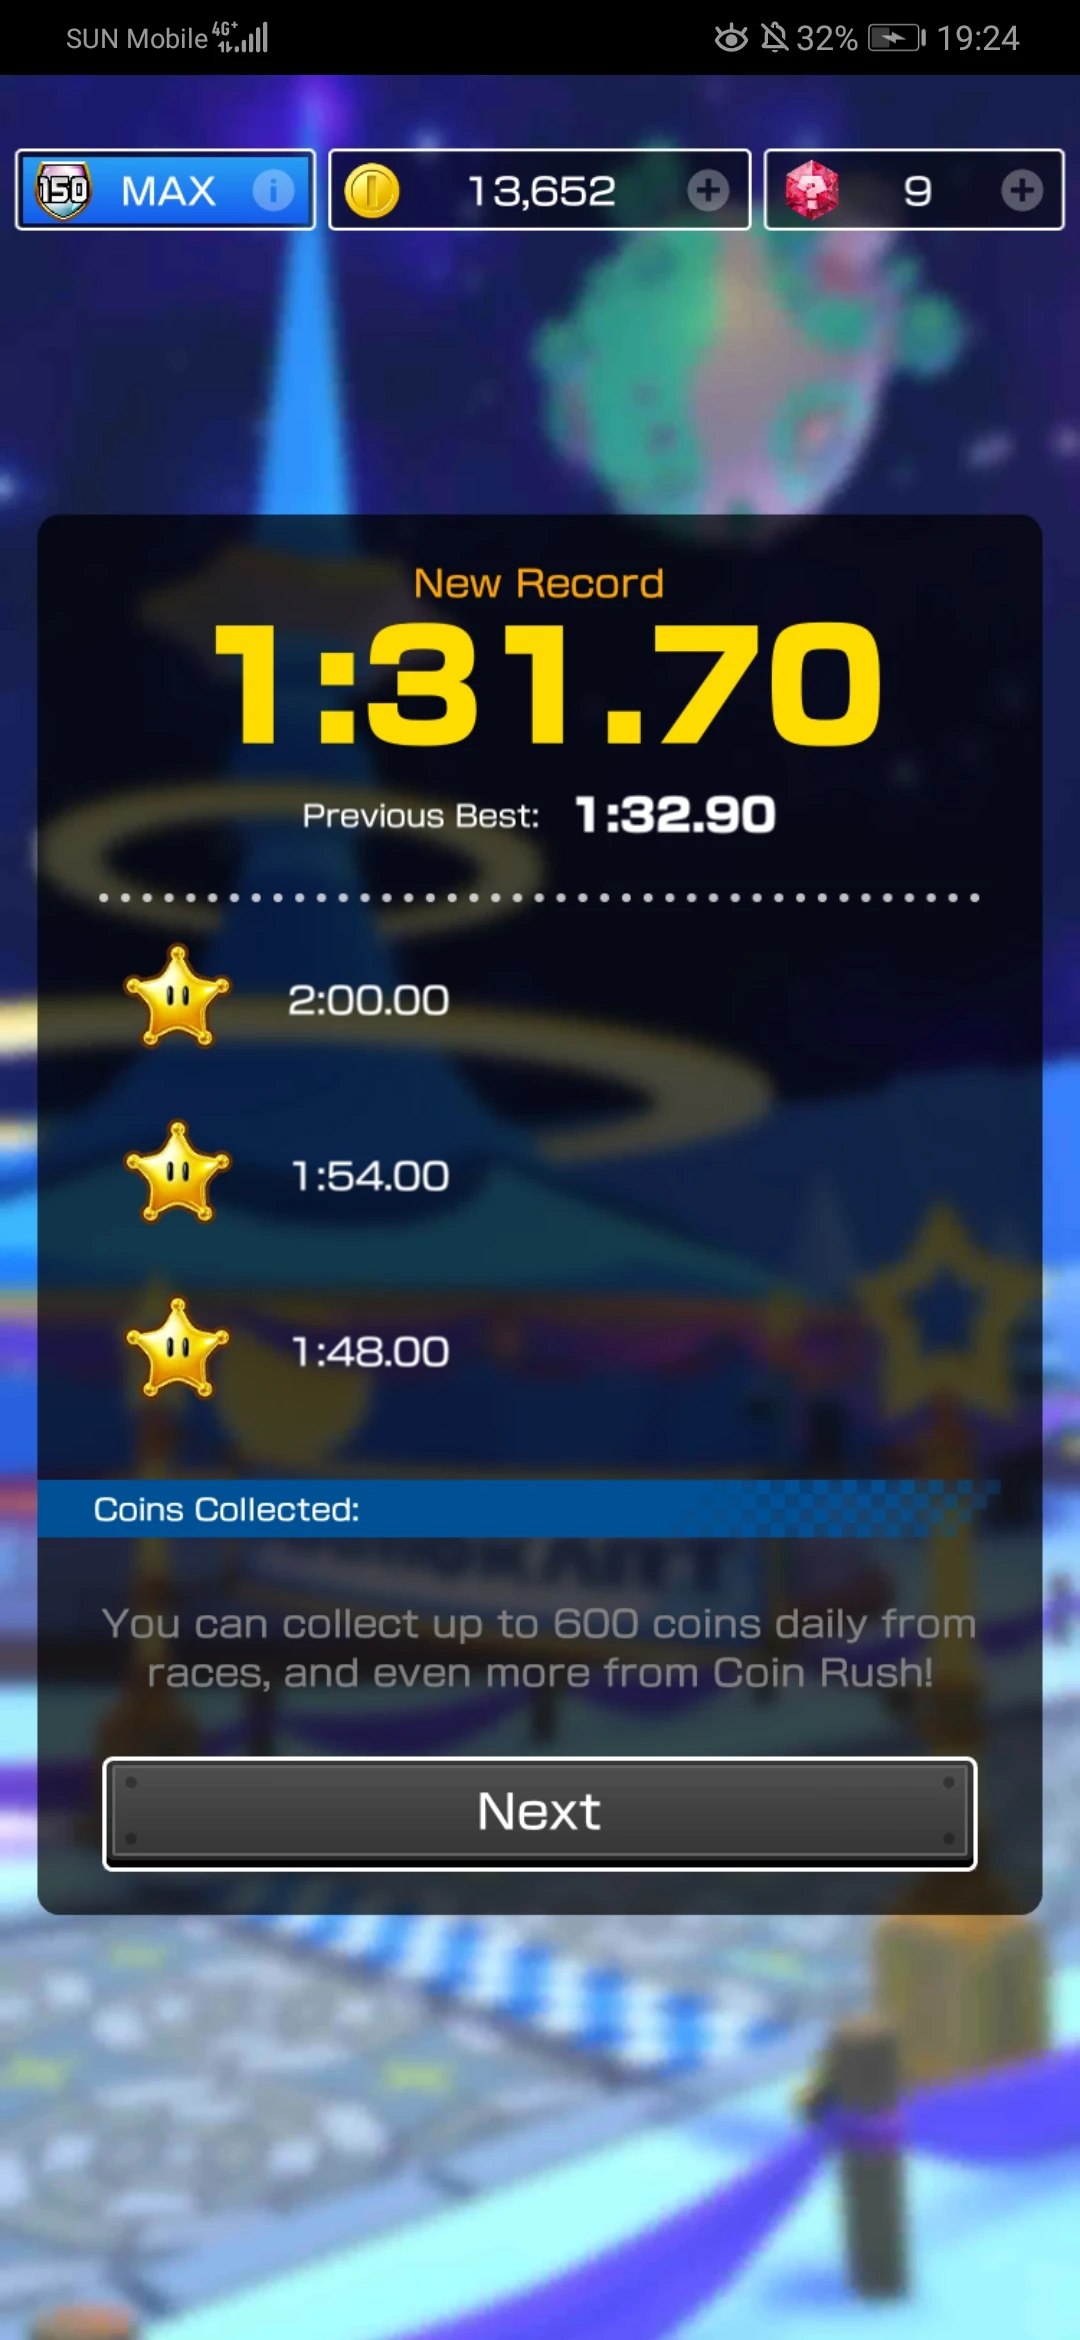 SUN Mobile 4G+ 32% 19:24
150 MAX i 13,652 + 9 +
New Record
1:31.70
Previous Best: 1:32.90
2:00.00
1:54.00
1:48.00
Coins Collected:
You can collect up to 600 coins daily from
races, and even more from Coin Rush!
Next